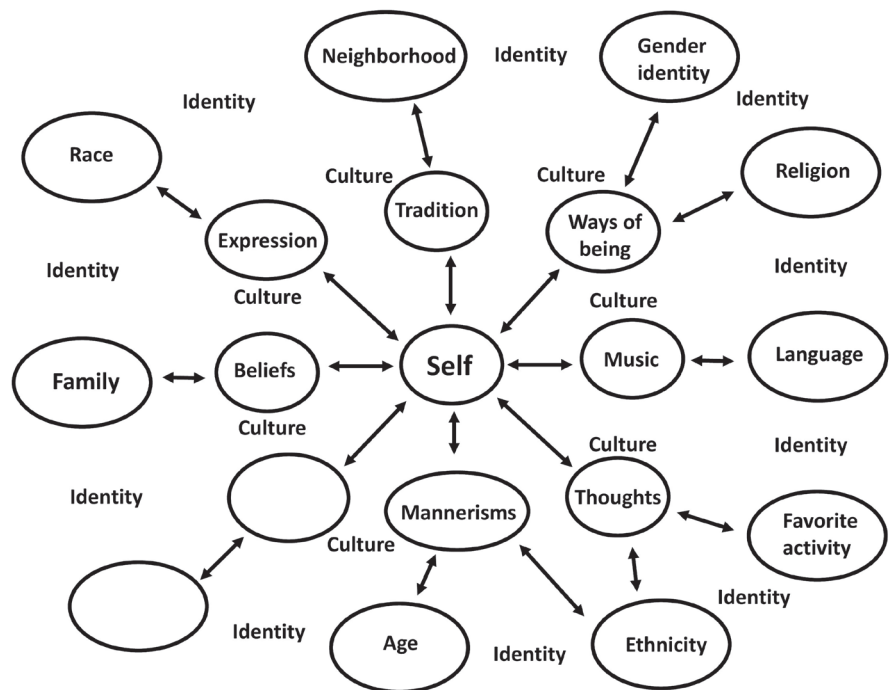 Neighborhood
Identity
Gender
identity
Identity
Identity
Race
Culture
Culture
Religion
Tradition
Ways of
being
Expression
Identity
Identity
Culture
Culture
Self
Music
Language
Family
Beliefs
Culture
Culture
Identity
Identity
Mannerisms
Thoughts
Favorite
activity
Culture
Identity
Identity
Age
Identity
Ethnicity